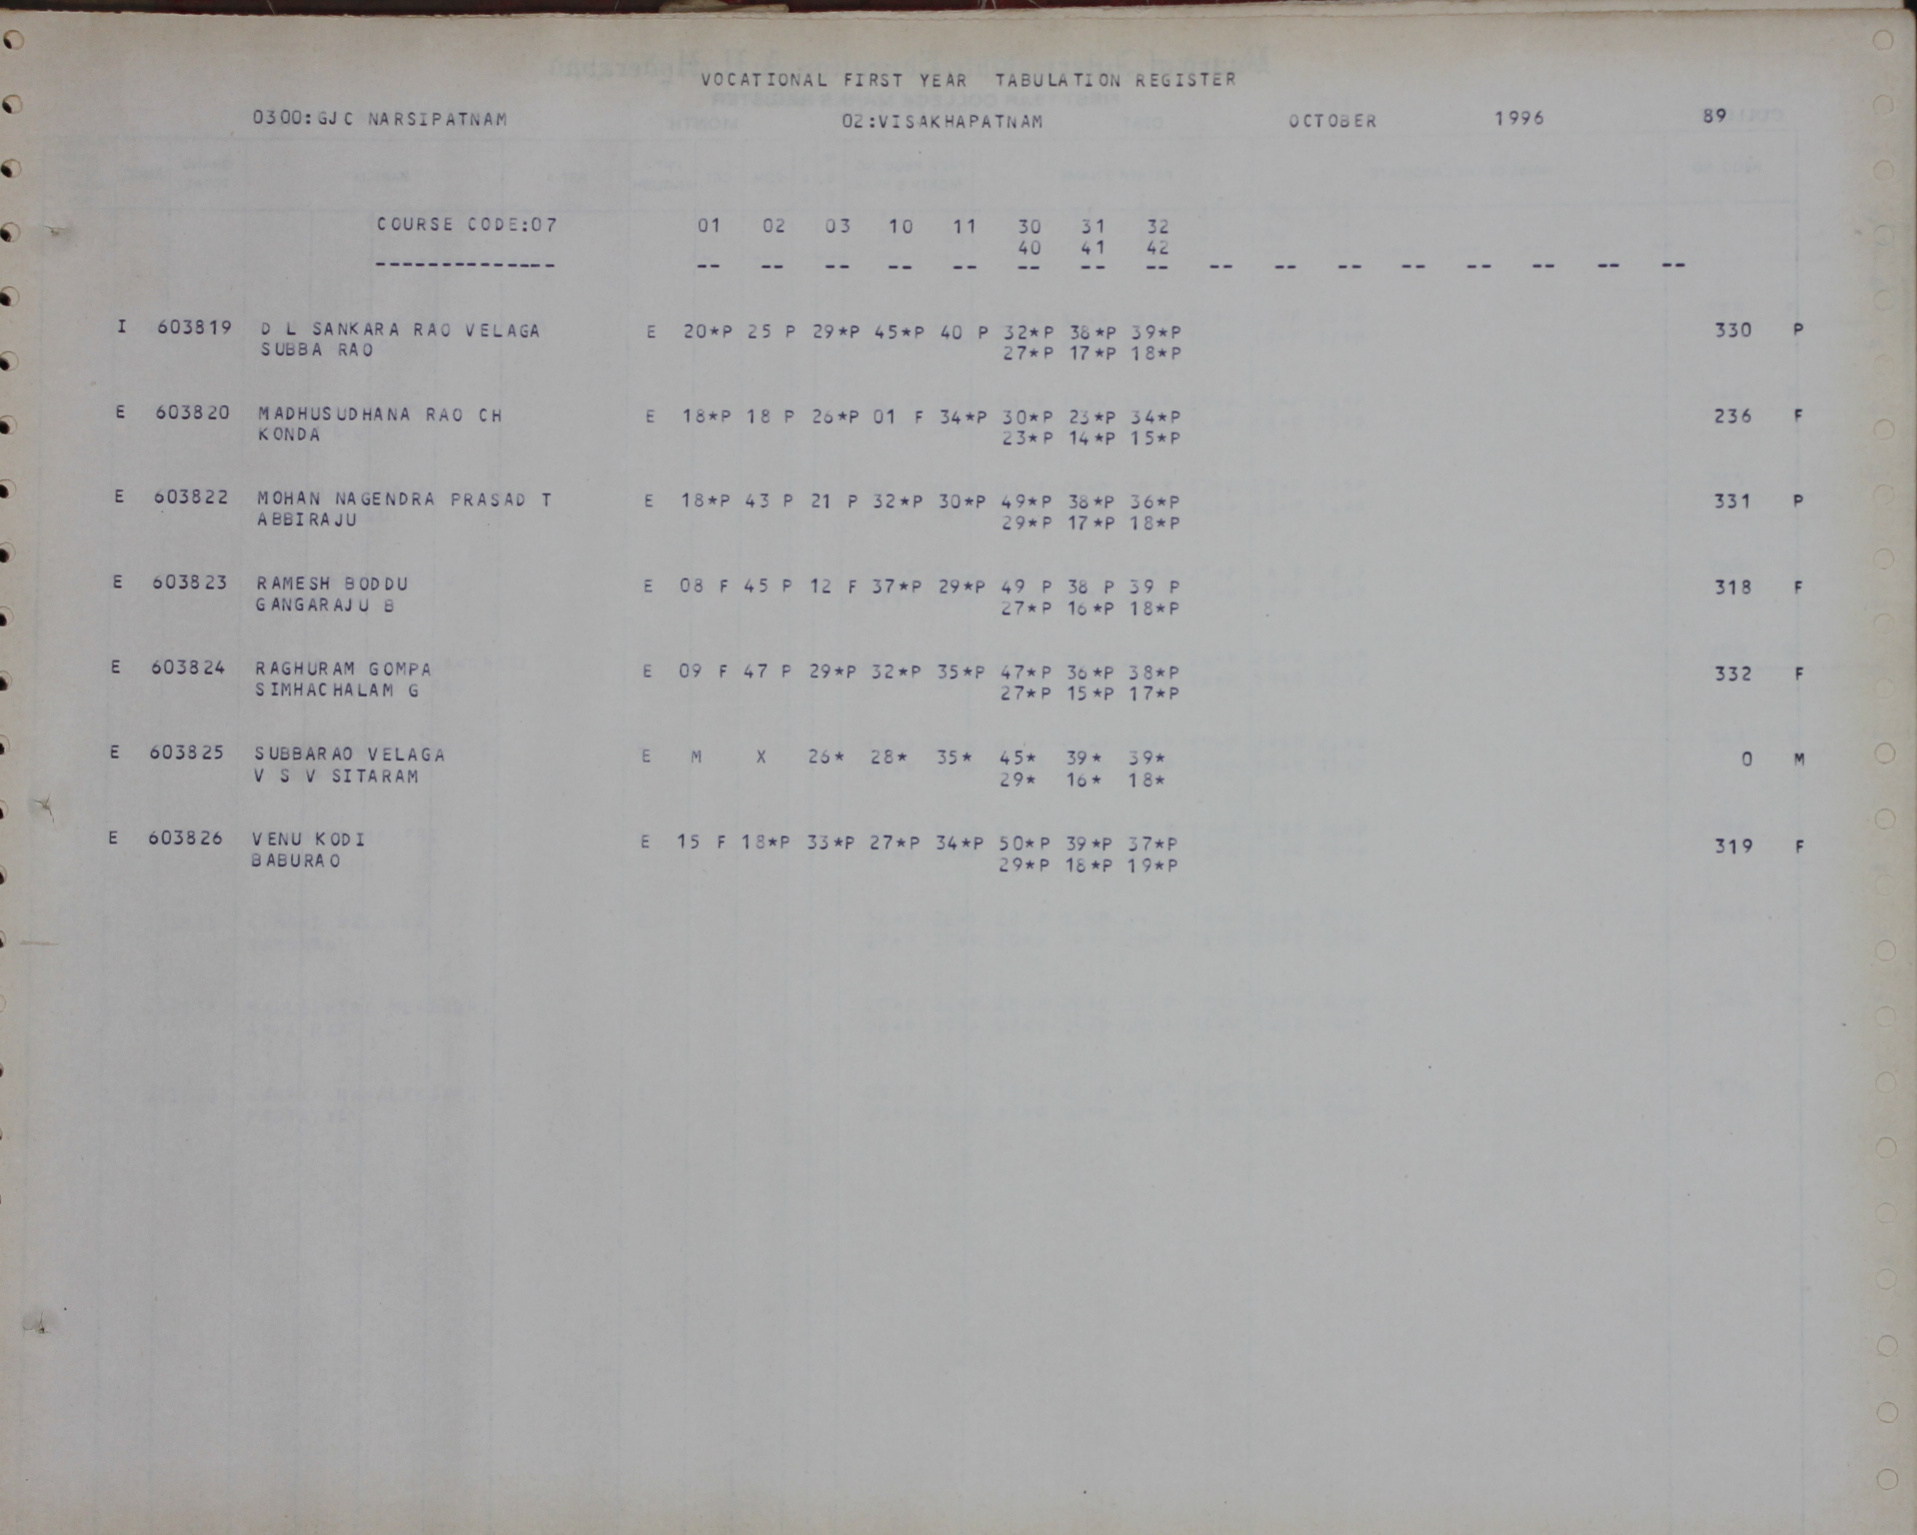 VOCATIONAL FIRST YEAR TABULATION REGISTER
0300:GJC NARSIPATNAM 02:VISAKHAPATNAM OCTOBER 1996 89
COURSE CODE:07 01 02 03 10 11 30 31 32
40 41 42
-------------- -- -- -- -- -- -- -- -- -- -- -- -- -- -- -- --
I 603819 D L SANKARA RAO VELAGA E 20*P 25 P 29*P 45*P 40 P 32*P 38*P 39*P 330 P
SUBBA RAO 27*P 17*P 18*P
E 603820 MADHUSUDHANA RAO CH E 18*P 18 P 26*P 01 F 34*P 30*P 23*P 34*P 236 F
KONDA 23*P 14*P 15*P
E 603822 MOHAN NAGENDRA PRASAD T E 18*P 43 P 21 P 32*P 30*P 49*P 38*P 36*P 331 P
ABBIRAJU 29*P 17*P 18*P
E 603823 RAMESH BODDU E 08 F 45 P 12 F 37*P 29*P 49 P 38 P 39 P 318 F
GANGARAJU B 27*P 16*P 18*P
E 603824 RAGHURAM GOMPA E 09 F 47 P 29*P 32*P 35*P 47*P 36*P 38*P 332 F
SIMHACHALAM G 27*P 15*P 17*P
E 603825 SUBBARAO VELAGA E M X 26* 28* 35* 45* 39* 39* 0 M
V S V SITARAM 29* 16* 18*
E 603826 VENU KODI E 15 F 18*P 33*P 27*P 34*P 50*P 39*P 37*P 319 F
BABURAO 29*P 18*P 19*P